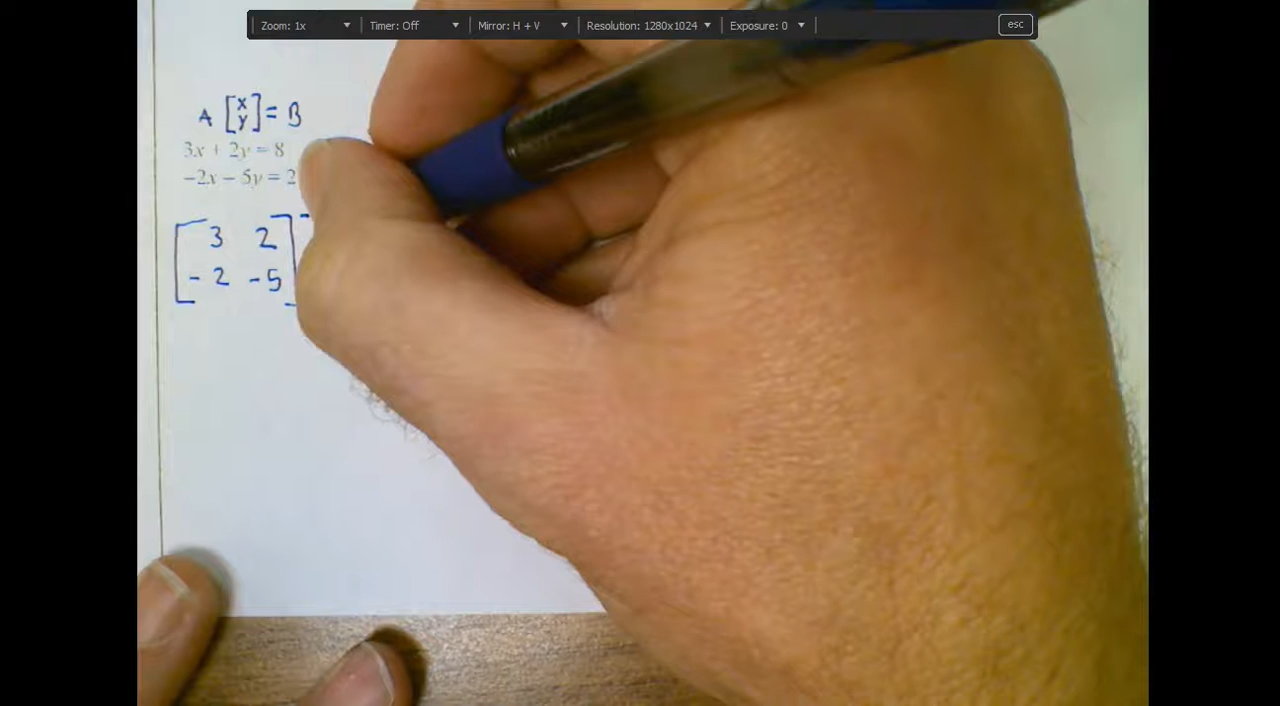 Zoom: 1x Timer: Off Mirror: H + V Resolution: 1280x1024 Exposure: 0 esc
A [x y] = B
3x + 2y = 8
-2x - 5y = 2
3 2
-2 -5